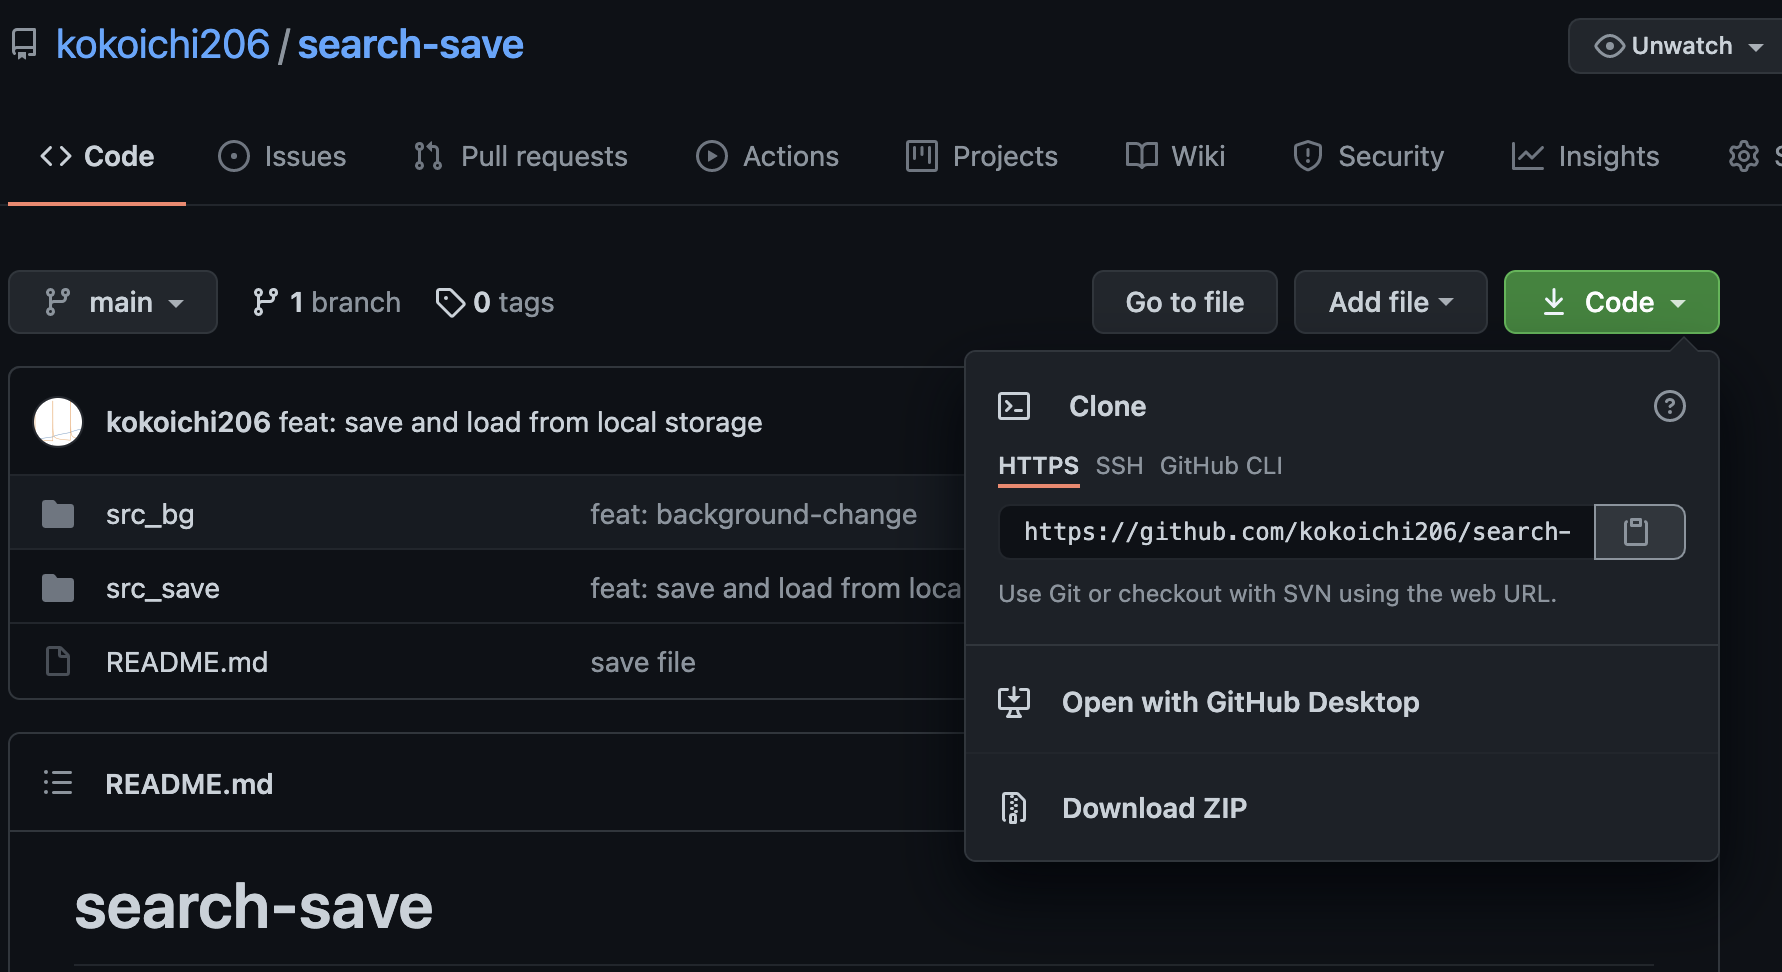 kokoichi206 / search-save
Unwatch
Code
Issues
Pull requests
Actions
Projects
Wiki
Security
Insights
main
1 branch
0 tags
Go to file
Add file
Code
kokoichi206 feat: save and load from local storage
src_bg feat: background-change
src_save feat: save and load from loca
README.md save file
Clone
HTTPS SSH GitHub CLI
https://github.com/kokoichi206/search-
Use Git or checkout with SVN using the web URL.
Open with GitHub Desktop
Download ZIP
README.md
search-save